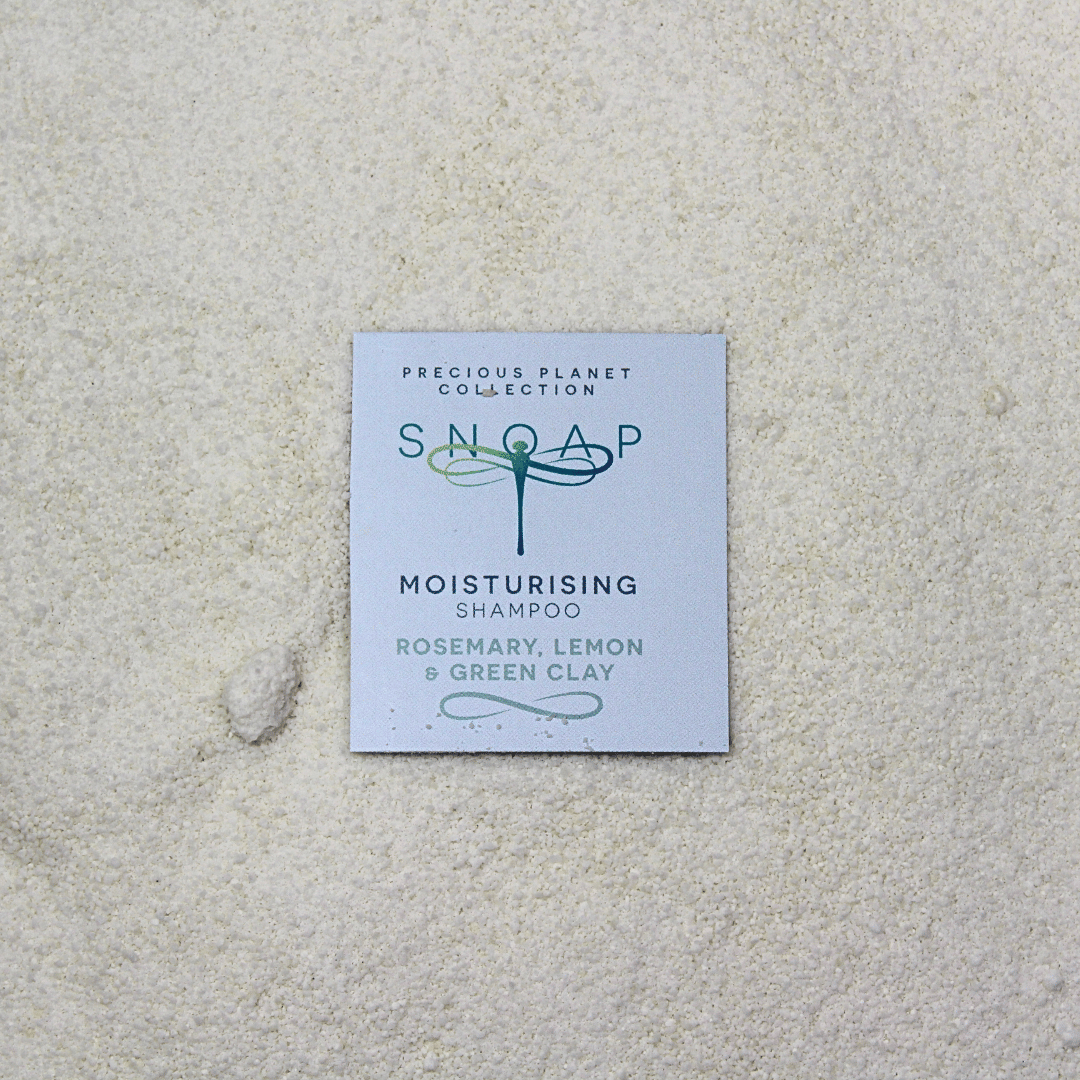 PRECIOUS PLANET
COLLECTION
SNOAP
MOISTURISING
SHAMPOO
ROSEMARY, LEMON
& GREEN CLAY